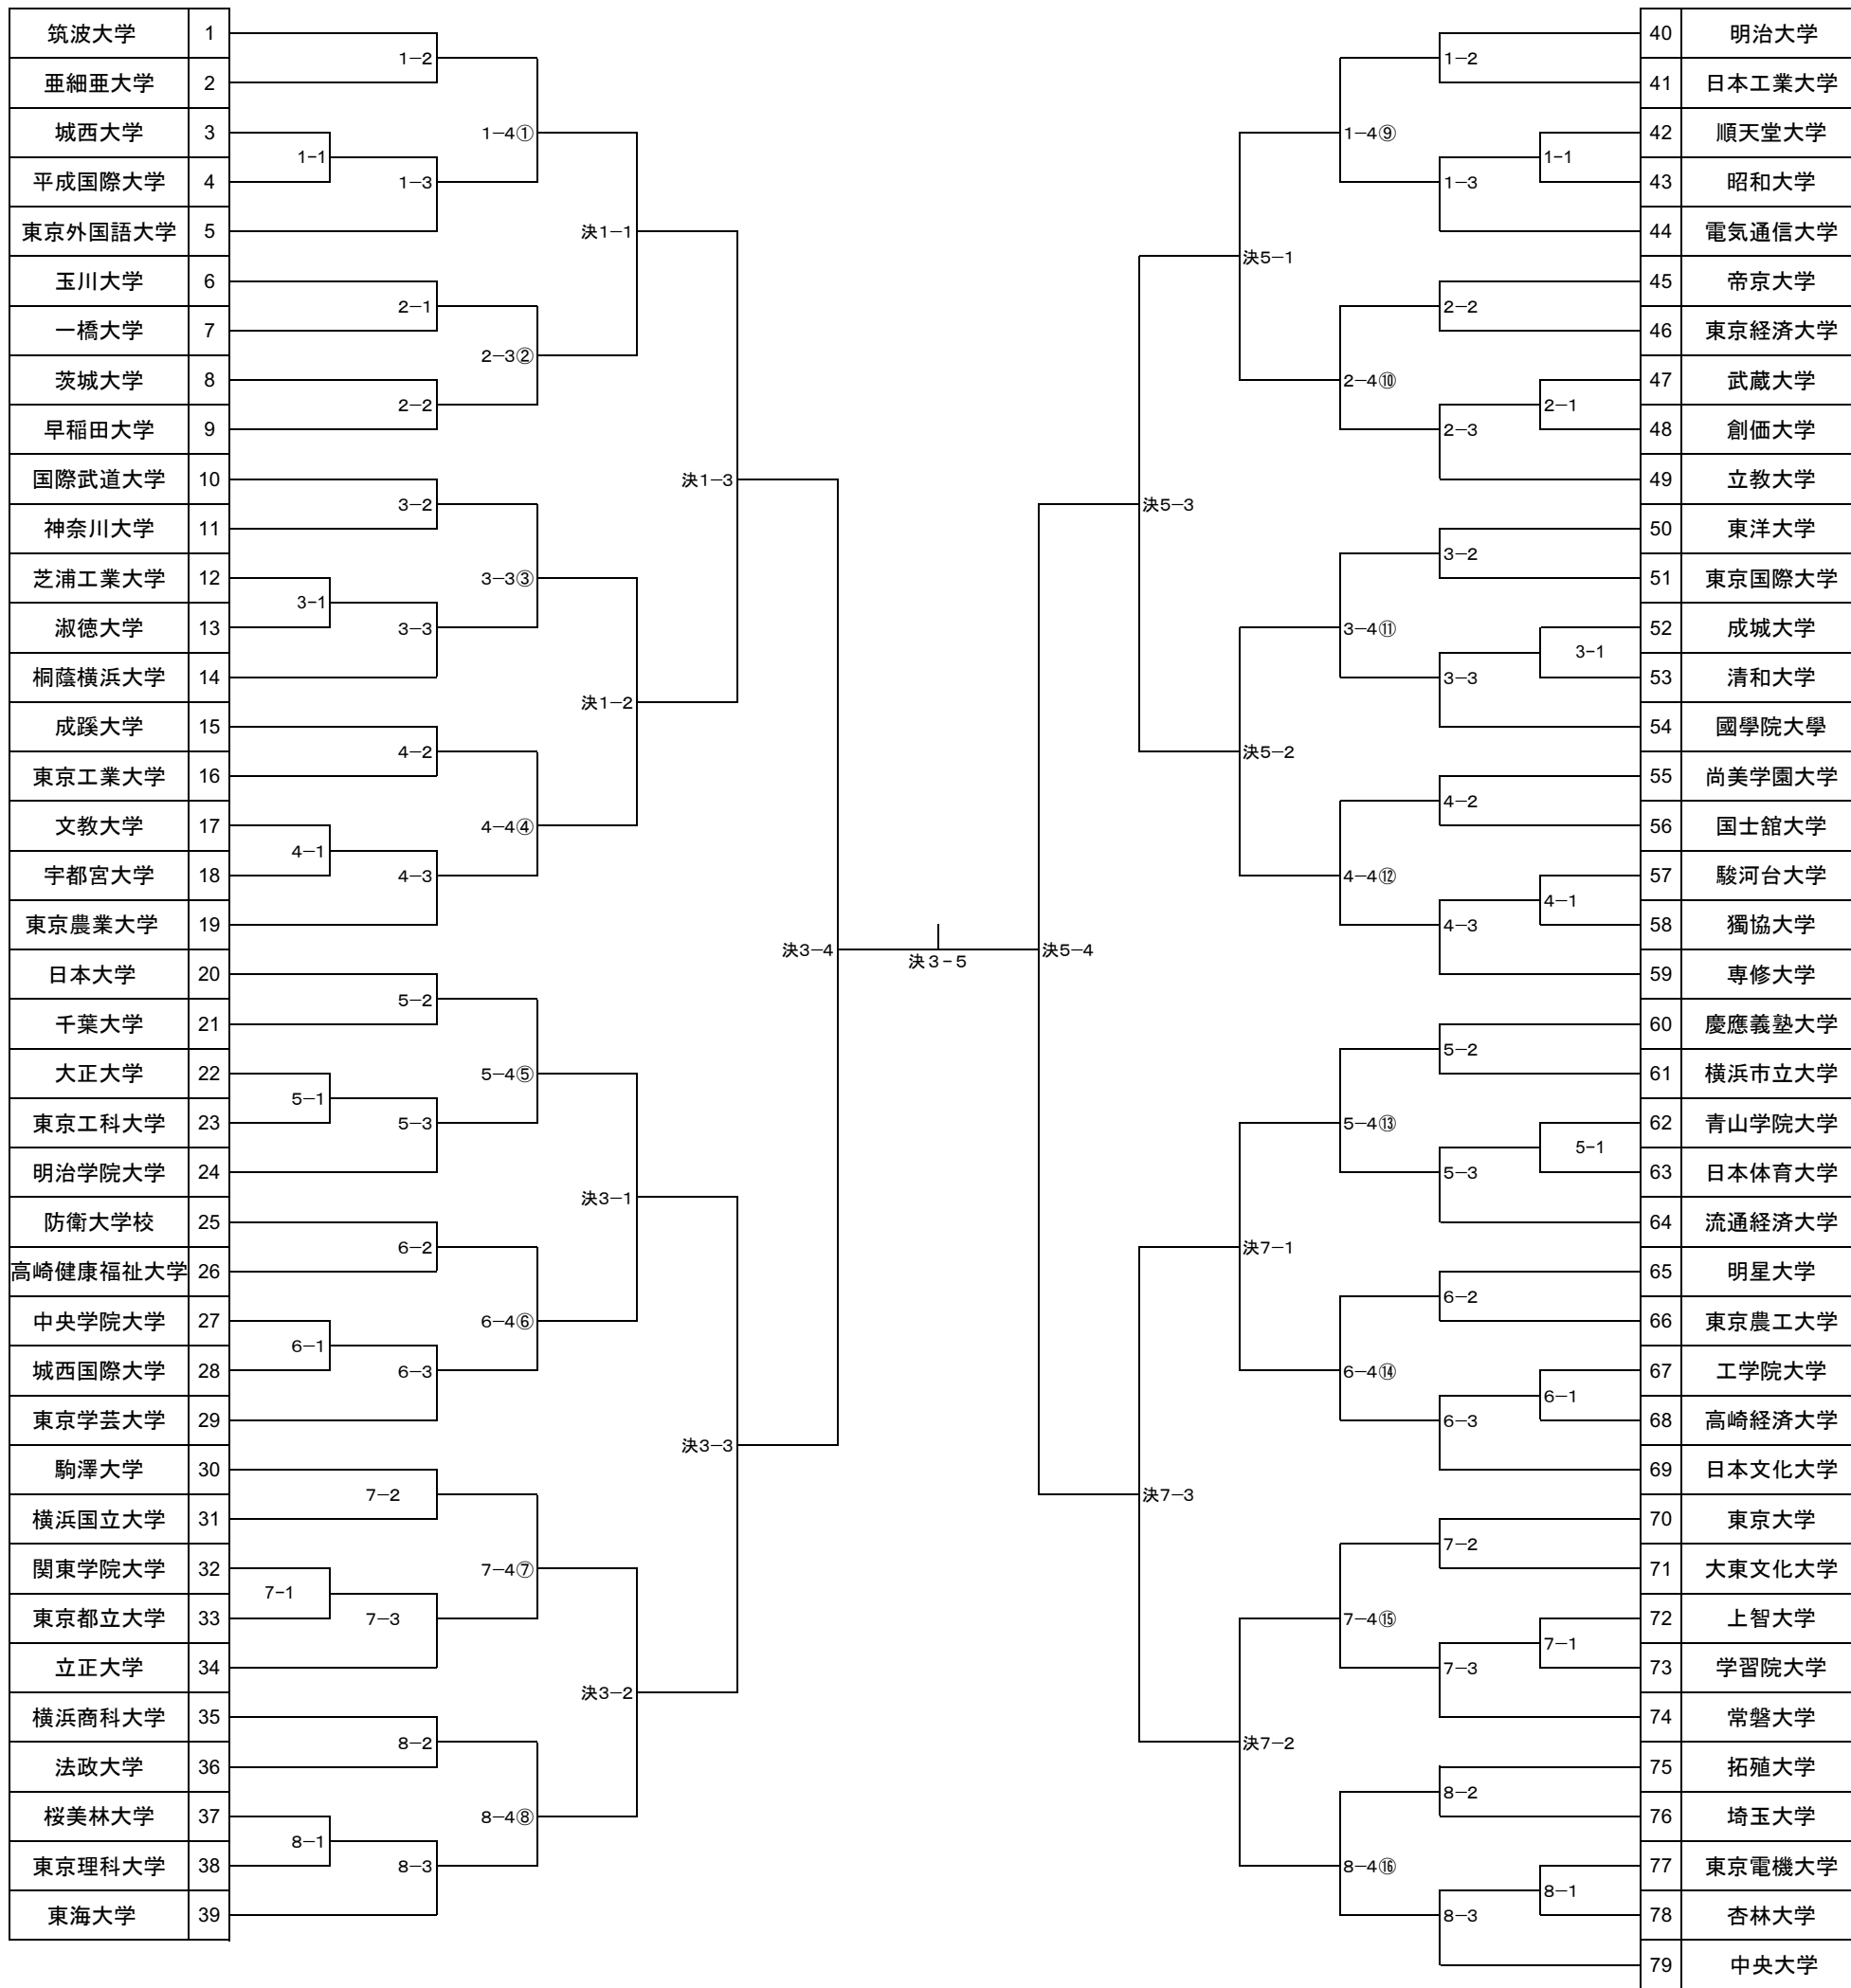 筑波大学 1
亜細亜大学 2
城西大学 3
平成国際大学 4
東京外国語大学 5
玉川大学 6
一橋大学 7
茨城大学 8
早稲田大学 9
国際武道大学 10
神奈川大学 11
芝浦工業大学 12
淑徳大学 13
桐蔭横浜大学 14
成蹊大学 15
東京工業大学 16
文教大学 17
宇都宮大学 18
東京農業大学 19
日本大学 20
千葉大学 21
大正大学 22
東京工科大学 23
明治学院大学 24
防衛大学校 25
高崎健康福祉大学 26
中央学院大学 27
城西国際大学 28
東京学芸大学 29
駒澤大学 30
横浜国立大学 31
関東学院大学 32
東京都立大学 33
立正大学 34
横浜商科大学 35
法政大学 36
桜美林大学 37
東京理科大学 38
東海大学 39
1-1
3-1
4-1
5-1
6-1
7-1
8-1
1-2
1-3
2-1
2-2
3-2
3-3
4-2
4-3
5-2
5-3
6-2
6-3
7-2
7-3
8-2
8-3
1-4①
2-3②
3-3③
4-4④
5-4⑤
6-4⑥
7-4⑦
8-4⑧
決1-1
決1-2
決3-1
決3-2
決1-3
決3-3
決3-4
決3-5
決5-4
決5-3
決7-3
決5-1
決5-2
決7-1
決7-2
1-4⑨
2-4⑩
3-4⑪
4-4⑫
5-4⑬
6-4⑭
7-4⑮
8-4⑯
1-2
1-3
2-2
2-3
3-2
3-3
4-2
4-3
5-2
5-3
6-2
6-3
7-2
7-3
8-2
8-3
1-1
2-1
3-1
4-1
5-1
6-1
7-1
8-1
40 明治大学
41 日本工業大学
42 順天堂大学
43 昭和大学
44 電気通信大学
45 帝京大学
46 東京経済大学
47 武蔵大学
48 創価大学
49 立教大学
50 東洋大学
51 東京国際大学
52 成城大学
53 清和大学
54 國學院大學
55 尚美学園大学
56 国士舘大学
57 駿河台大学
58 獨協大学
59 専修大学
60 慶應義塾大学
61 横浜市立大学
62 青山学院大学
63 日本体育大学
64 流通経済大学
65 明星大学
66 東京農工大学
67 工学院大学
68 高崎経済大学
69 日本文化大学
70 東京大学
71 大東文化大学
72 上智大学
73 学習院大学
74 常磐大学
75 拓殖大学
76 埼玉大学
77 東京電機大学
78 杏林大学
79 中央大学